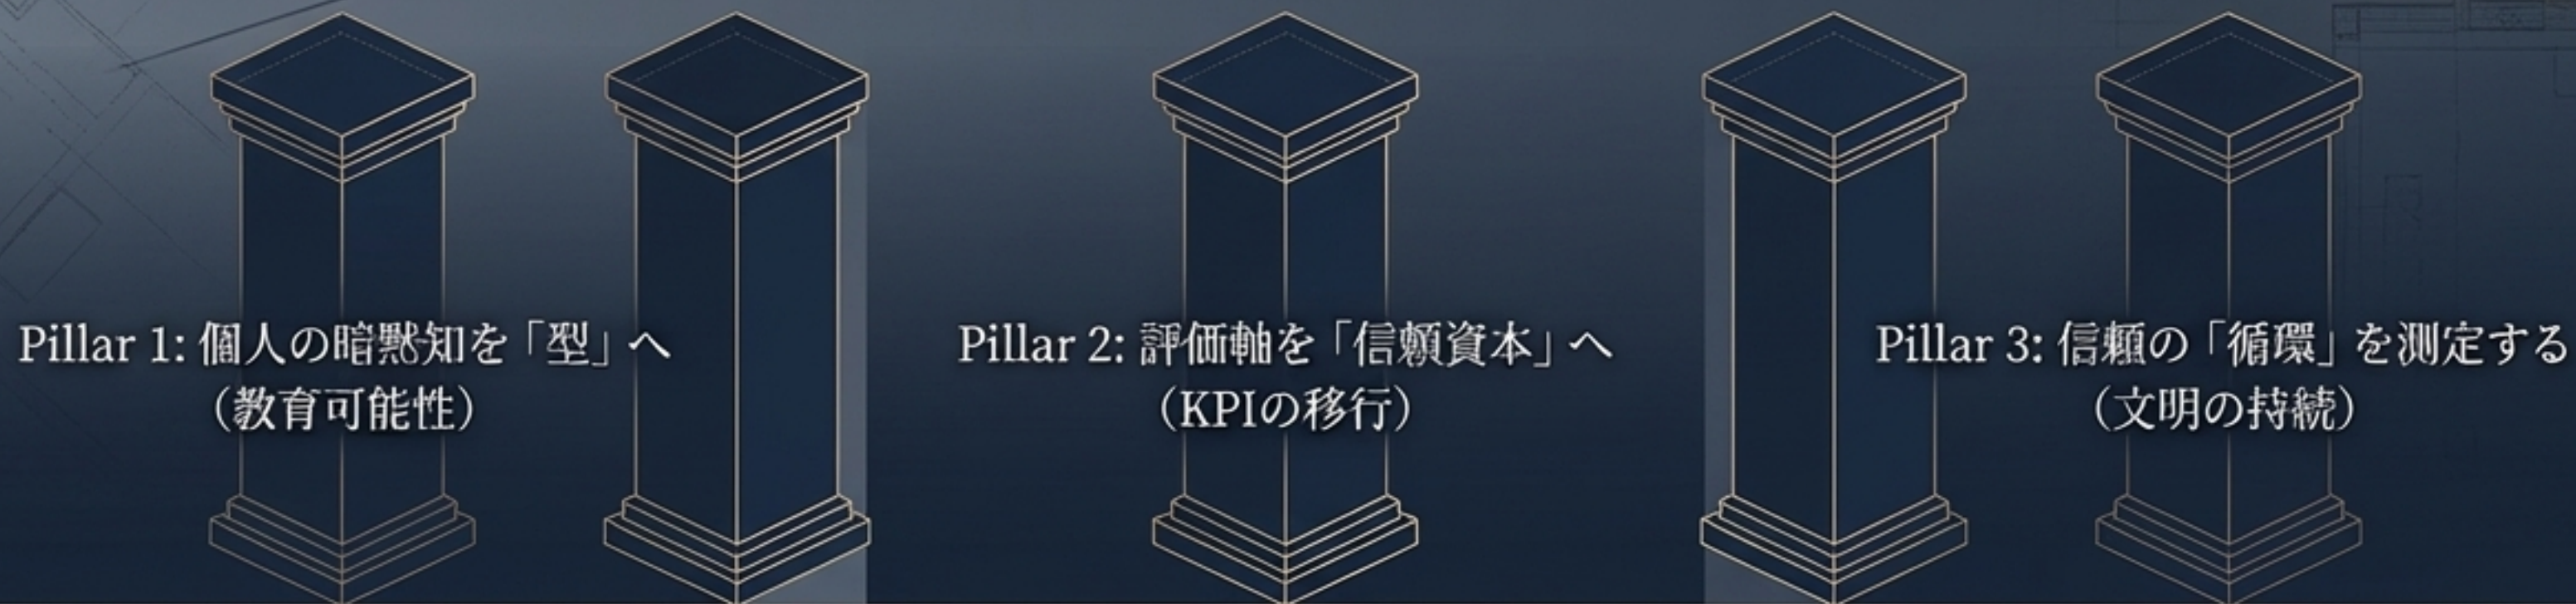 Pillar 1: 個人の暗黙知を「型」へ
（教育可能性）
Pillar 2: 評価軸を「信頼資本」へ
（KPIの移行）
Pillar 3: 信頼の「循環」を測定する
（文明の持続）